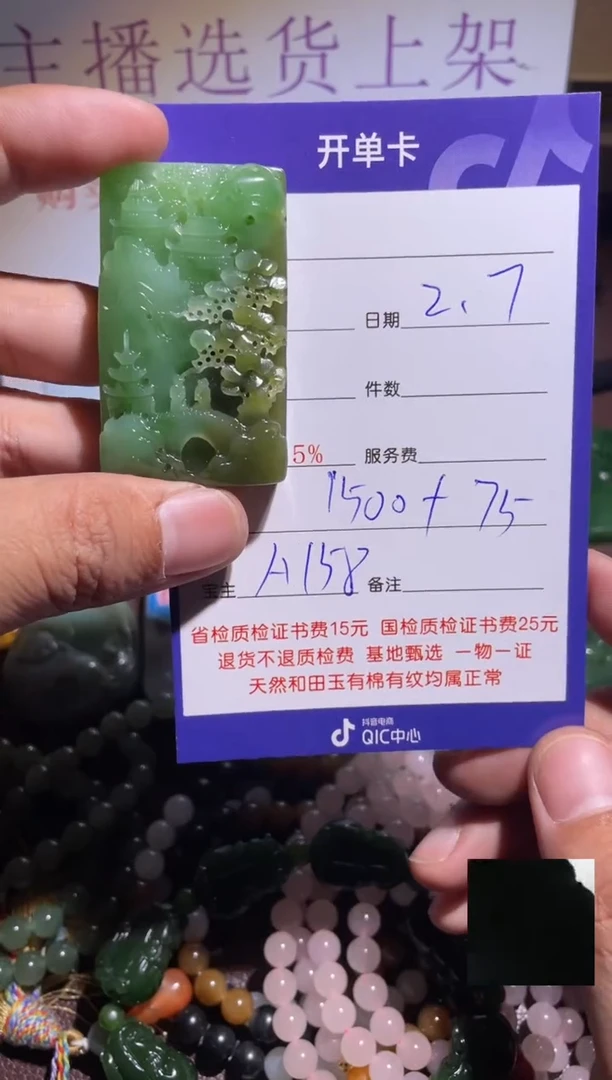 主播选货上架
购
开单卡
日期 2.7
件数
5% 服务费
1500+75
宝主 A158 备注
省检质检证书费15元 国检质检证书费25元
退货不退质检费 基地甄选 一物一证
天然和田玉有棉有纹均属正常
抖音电商
QIC中心